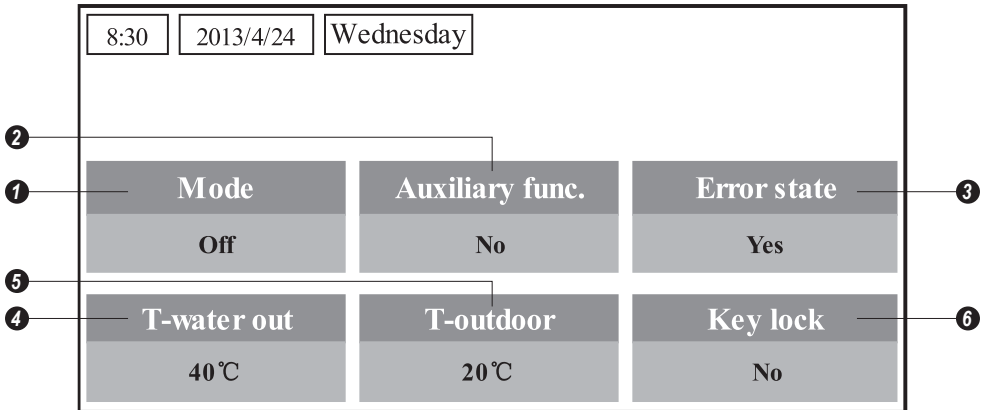 8:30 2013/4/24 Wednesday
2
1 Mode Auxiliary func. Error state 3
Off No Yes
5
4 T-water out T-outdoor Key lock 6
40℃ 20℃ No